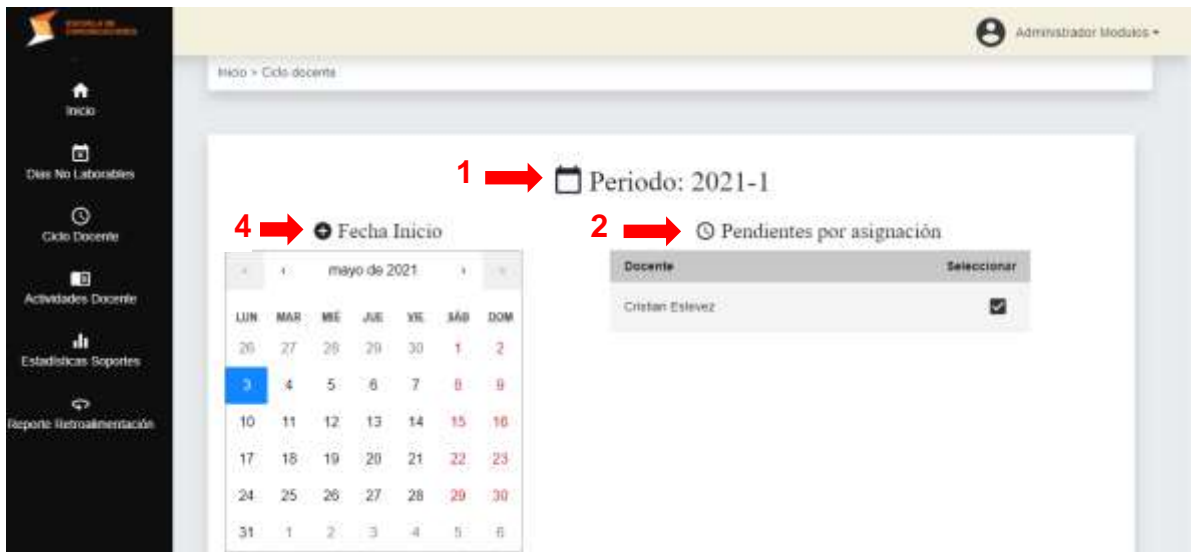 ESCUELA DE
COMUNICACIONES
Administrador Modulos
Inicio > Ciclo docente
Inicio
Dias No Laborables
Ciclo Docente
Actividades Docente
Estadísticas Soportes
Reporte Retroalimentación
1 Periodo: 2021-1
4 Fecha Inicio
2 Pendientes por asignación
« ‹ mayo de 2021 › »
LUN MAR MIÉ JUE VIE SÁB DOM
26 27 28 29 30 1 2
3 4 5 6 7 8 9
10 11 12 13 14 15 16
17 18 19 20 21 22 23
24 25 26 27 28 29 30
31 1 2 3 4 5 6
Docente Seleccionar
Cristian Estevez